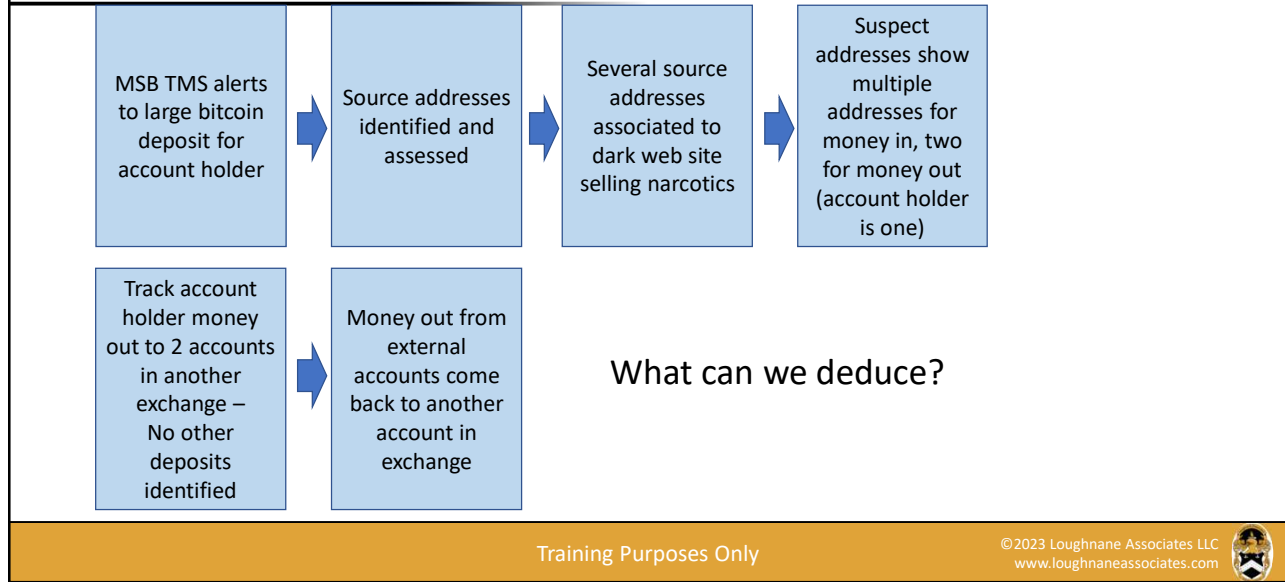 MSB TMS alerts
to large bitcoin
deposit for
account holder
Source addresses
identified and
assessed
Several source
addresses
associated to
dark web site
selling narcotics
Suspect
addresses show
multiple
addresses for
money in, two
for money out
(account holder
is one)
Track account
holder money
out to 2 accounts
in another
exchange –
No other
deposits
identified
Money out from
external
accounts come
back to another
account in
exchange
What can we deduce?
Training Purposes Only
©2023 Loughnane Associates LLC
www.loughnaneassociates.com